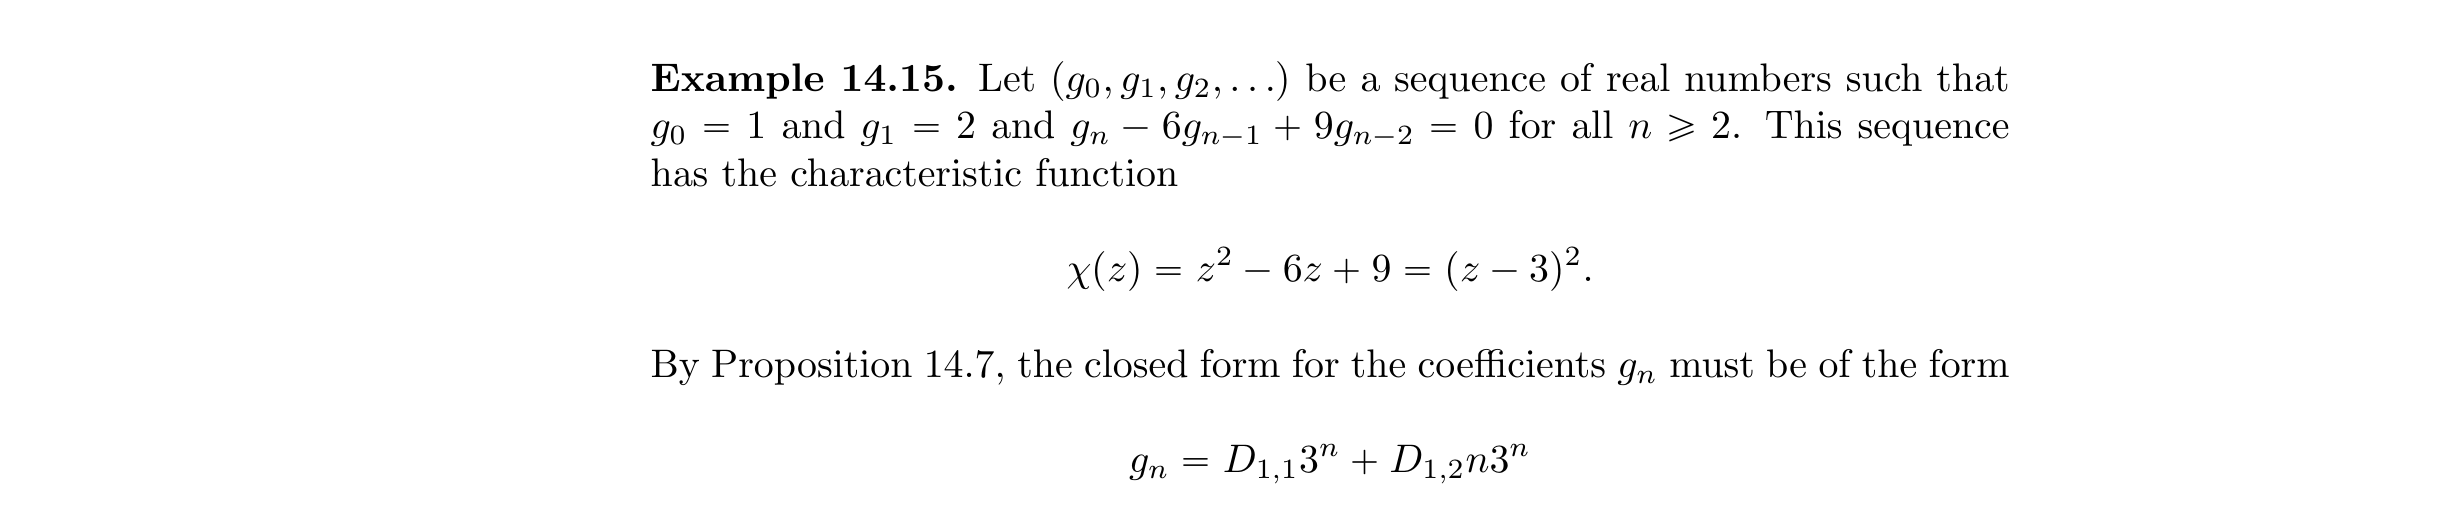 Example 14.15. Let (g₀, g₁, g₂, . . .) be a sequence of real numbers such that
g₀ = 1 and g₁ = 2 and gₙ − 6gₙ₋₁ + 9gₙ₋₂ = 0 for all n ⩾ 2. This sequence
has the characteristic function
χ(z) = z² − 6z + 9 = (z − 3)².
By Proposition 14.7, the closed form for the coefficients gₙ must be of the form
gₙ = D₁,₁3ⁿ + D₁,₂n3ⁿ